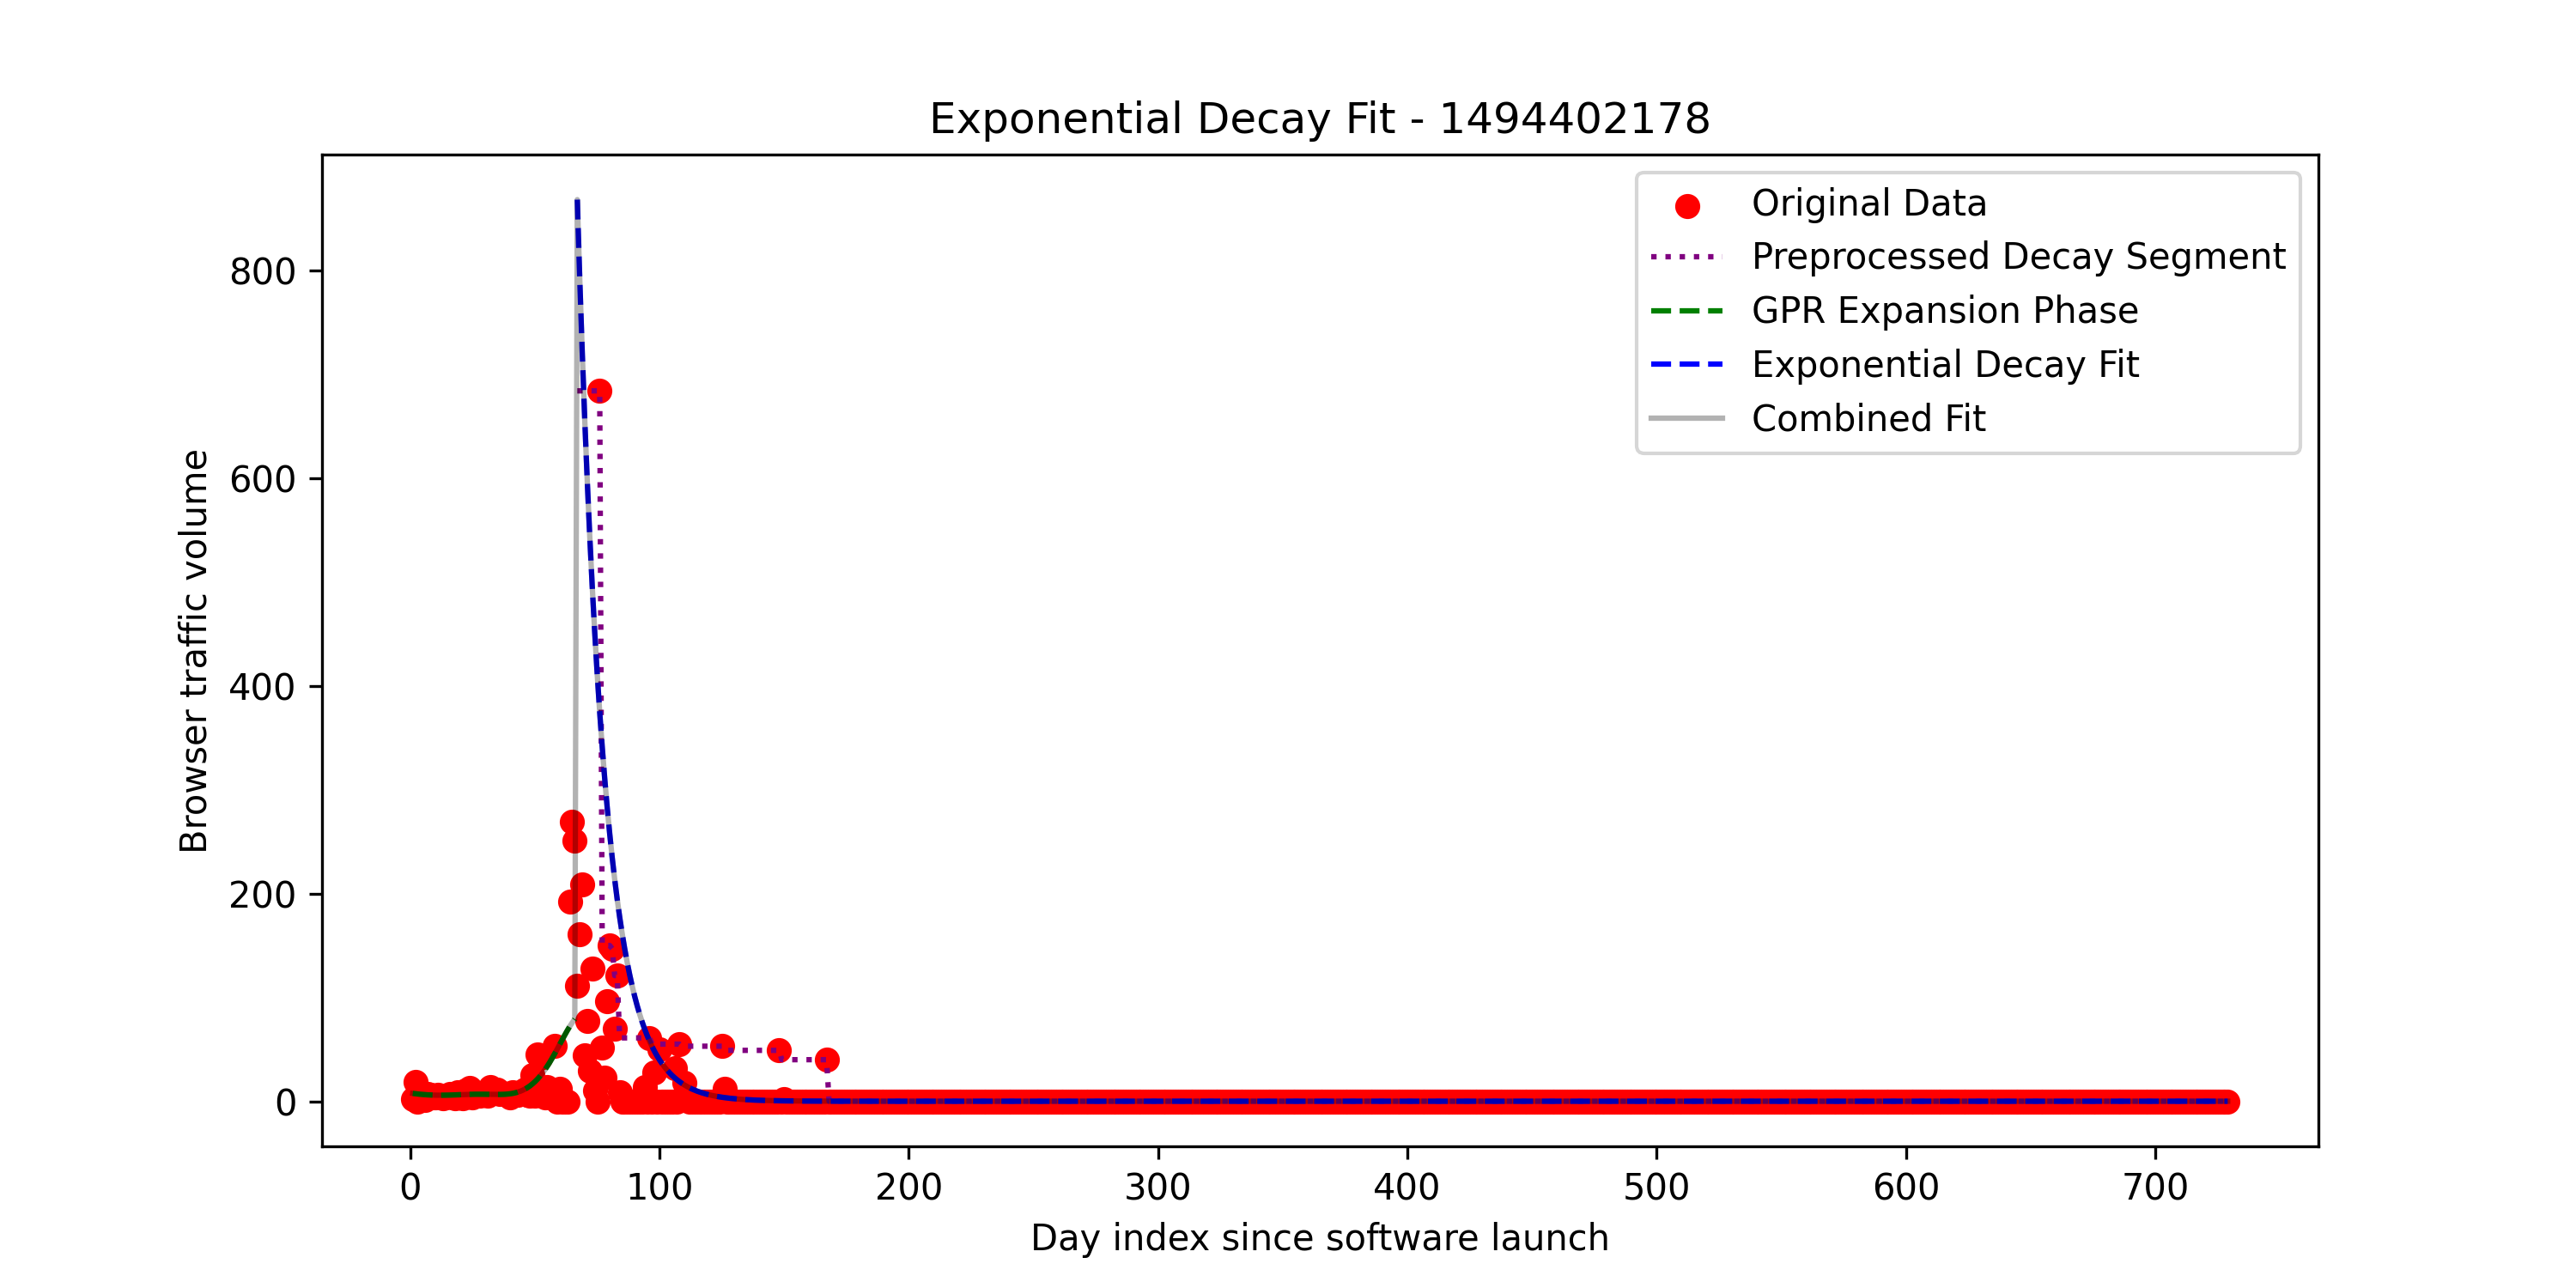 Exponential Decay Fit - 1494402178
Original Data
Preprocessed Decay Segment
GPR Expansion Phase
Exponential Decay Fit
Combined Fit
Browser traffic volume
800
600
400
200
0
0 100 200 300 400 500 600 700
Day index since software launch